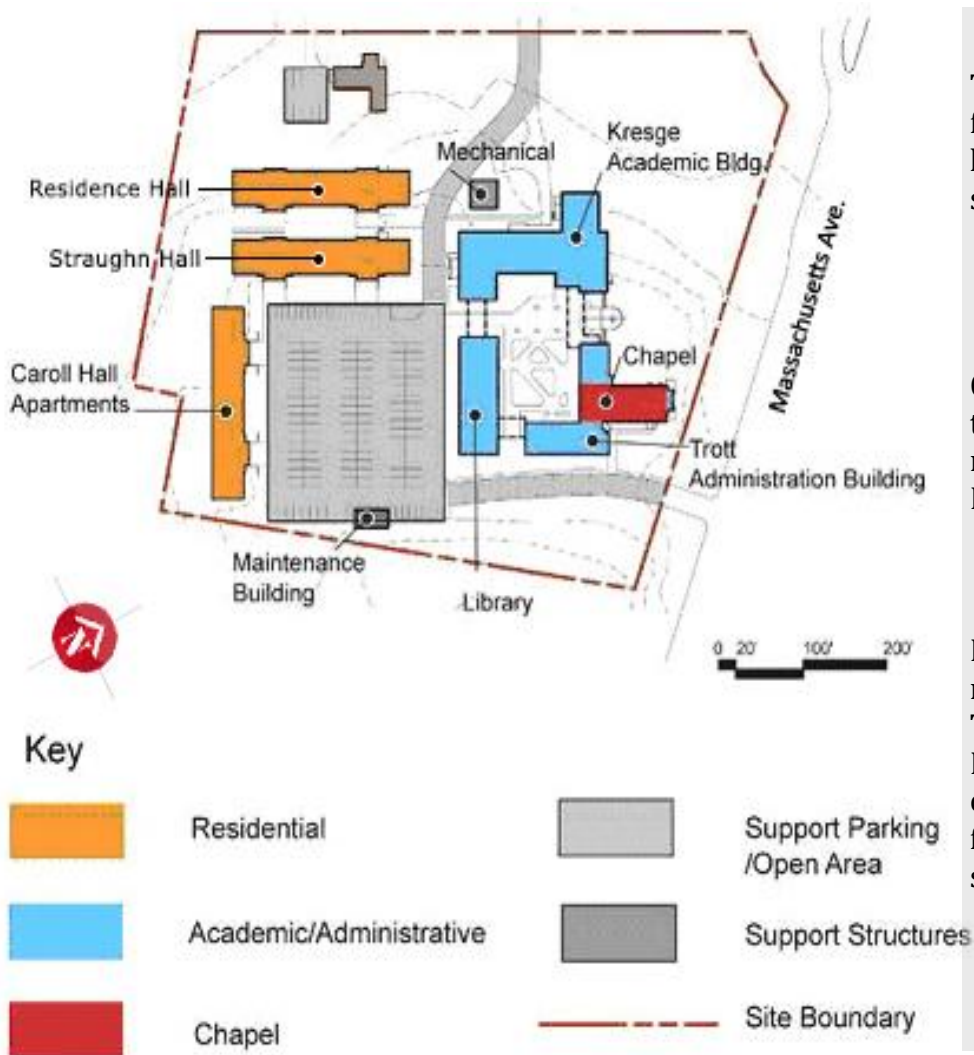 Kresge
Academic Bldg.
Mechanical
Residence Hall
Straughn Hall
Massachusetts Ave.
Chapel
Caroll Hall
Apartments
Trott
Administration Building
Maintenance
Building
Library
0 20' 100' 200'
Key
Residential
Support Parking
/Open Area
Academic/Administrative
Support Structures
Chapel
Site Boundary